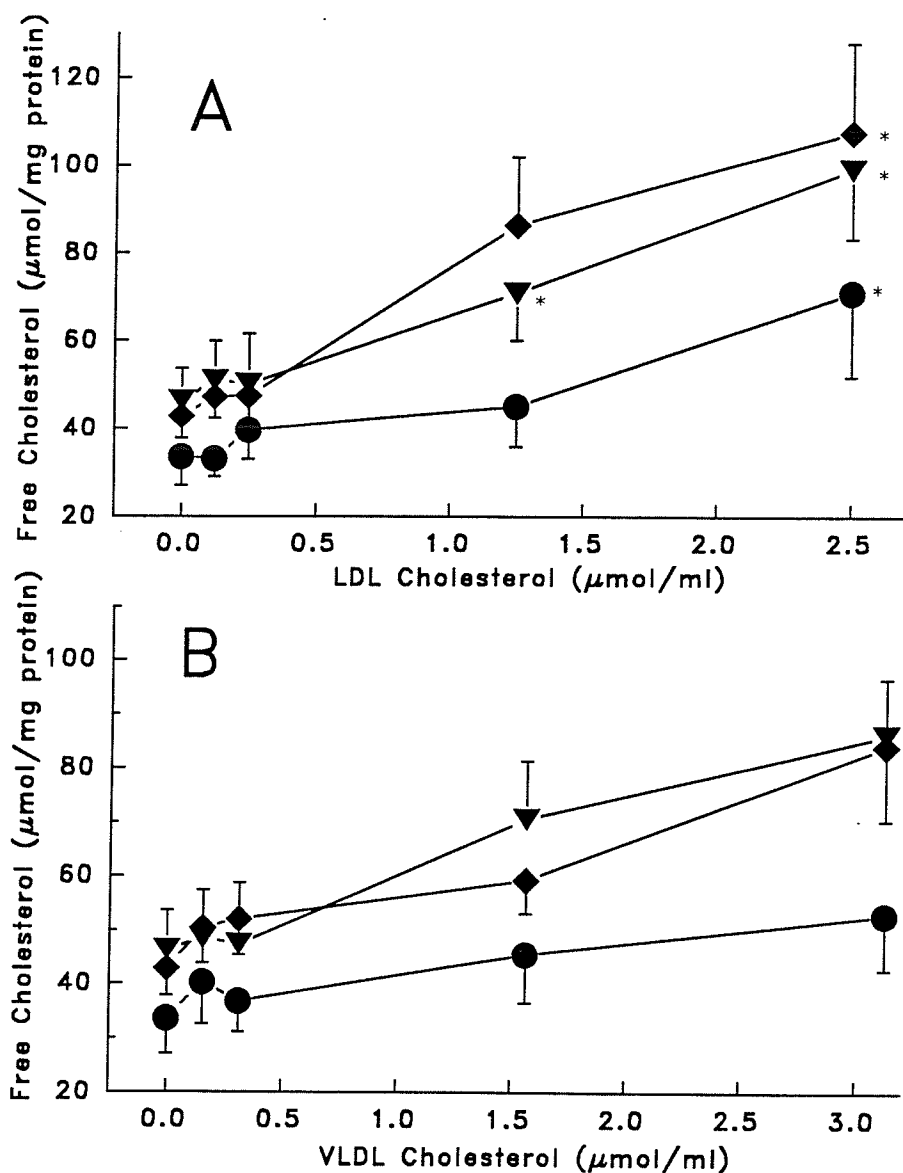 A
Free Cholesterol (μmol/mg protein)
120
100
80
60
40
20
*
*
*
*
0.0 0.5 1.0 1.5 2.0 2.5
LDL Cholesterol (μmol/ml)
B
Free Cholesterol (μmol/mg protein)
100
80
60
40
20
0.0 0.5 1.0 1.5 2.0 2.5 3.0
VLDL Cholesterol (μmol/ml)